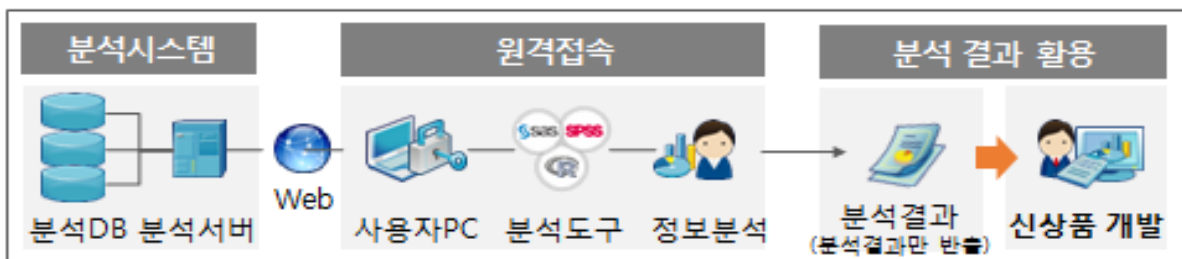 분석시스템
원격접속
분석 결과 활용
sas SPSS
R
Web
분석DB 분석서버
사용자PC 분석도구 정보분석
분석결과
(분석결과만 반출)
신상품 개발